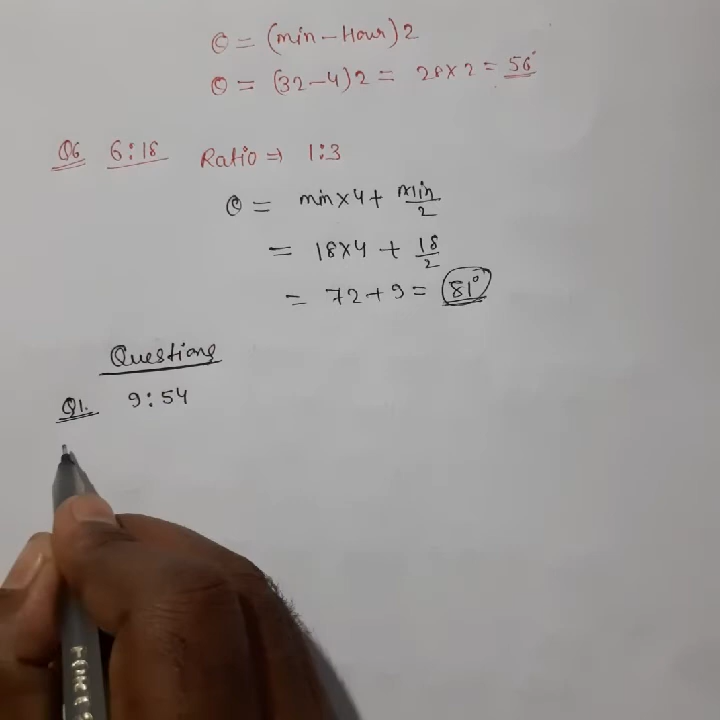 θ = (min - Hour) 2
θ = (32-4) 2 = 28 x 2 = 56°
Q6 6:18 Ratio ⇒ 1:3
θ = min x 4 + min/2
= 18 x 4 + 18/2
= 72 + 9 = 81°
Questions
Q1. 9:54